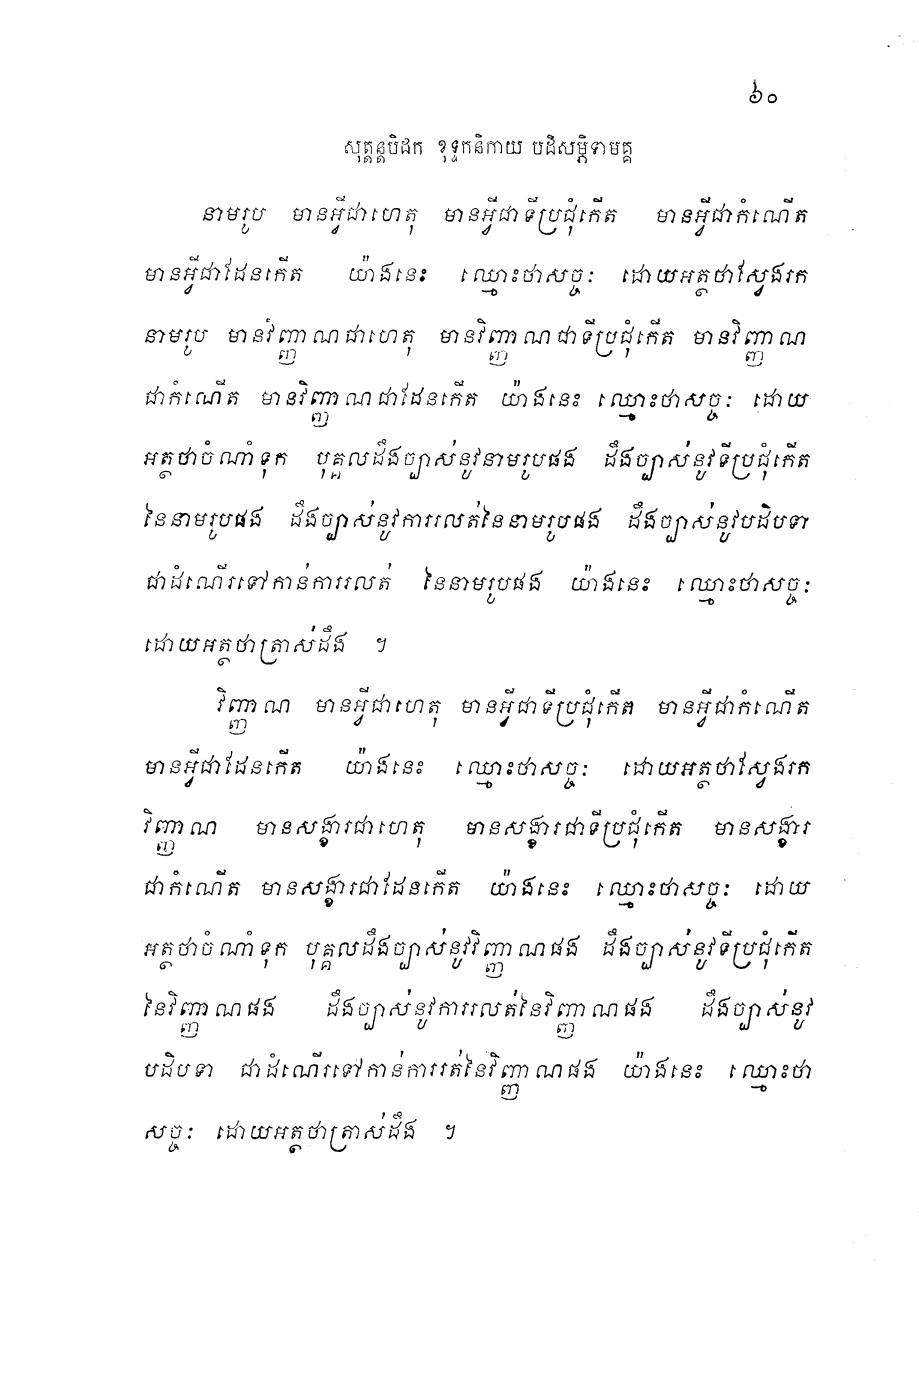 ៦០
សុត្តន្តបិដក ខុទ្ទកនិកាយ បដិសម្ភិទាមគ្គ
នាមរូប មានអ្វីជាហេតុ មានអ្វីជាទីប្រជុំកើត មានអ្វីជាកំណើត
មានអ្វីជាដែនកើត យ៉ាងនេះ ឈ្មោះថាសច្ចៈ ដោយអត្ថថាស្វែងរក
នាមរូប មានវិញ្ញាណជាហេតុ មានវិញ្ញាណជាទីប្រជុំកើត មានវិញ្ញាណ
ជាកំណើត មានវិញ្ញាណជាដែនកើត យ៉ាងនេះ ឈ្មោះថាសច្ចៈ ដោយ
អត្ថថាចំណាំទុក បុគ្គលដឹងច្បាស់នូវនាមរូបផង ដឹងច្បាស់នូវទីប្រជុំកើត
នៃនាមរូបផង ដឹងច្បាស់នូវការរលត់នៃនាមរូបផង ដឹងច្បាស់នូវបដិបទា
ជាដំណើរទៅកាន់ការរលត់ នៃនាមរូបផង យ៉ាងនេះ ឈ្មោះថាសច្ចៈ
ដោយអត្ថថាត្រាស់ដឹង ។
វិញ្ញាណ មានអ្វីជាហេតុ មានអ្វីជាទីប្រជុំកើត មានអ្វីជាកំណើត
មានអ្វីជាដែនកើត យ៉ាងនេះ ឈ្មោះថាសច្ចៈ ដោយអត្ថថាស្វែងរក
វិញ្ញាណ មានសង្ខារជាហេតុ មានសង្ខារជាទីប្រជុំកើត មានសង្ខារ
ជាកំណើត មានសង្ខារជាដែនកើត យ៉ាងនេះ ឈ្មោះថាសច្ចៈ ដោយ
អត្ថថាចំណាំទុក បុគ្គលដឹងច្បាស់នូវវិញ្ញាណផង ដឹងច្បាស់នូវទីប្រជុំកើត
នៃវិញ្ញាណផង ដឹងច្បាស់នូវការរលត់នៃវិញ្ញាណផង ដឹងច្បាស់នូវ
បដិបទា ជាដំណើរទៅកាន់ការរត់នៃវិញ្ញាណផង យ៉ាងនេះ ឈ្មោះថា
សច្ចៈ ដោយអត្ថថាត្រាស់ដឹង ។